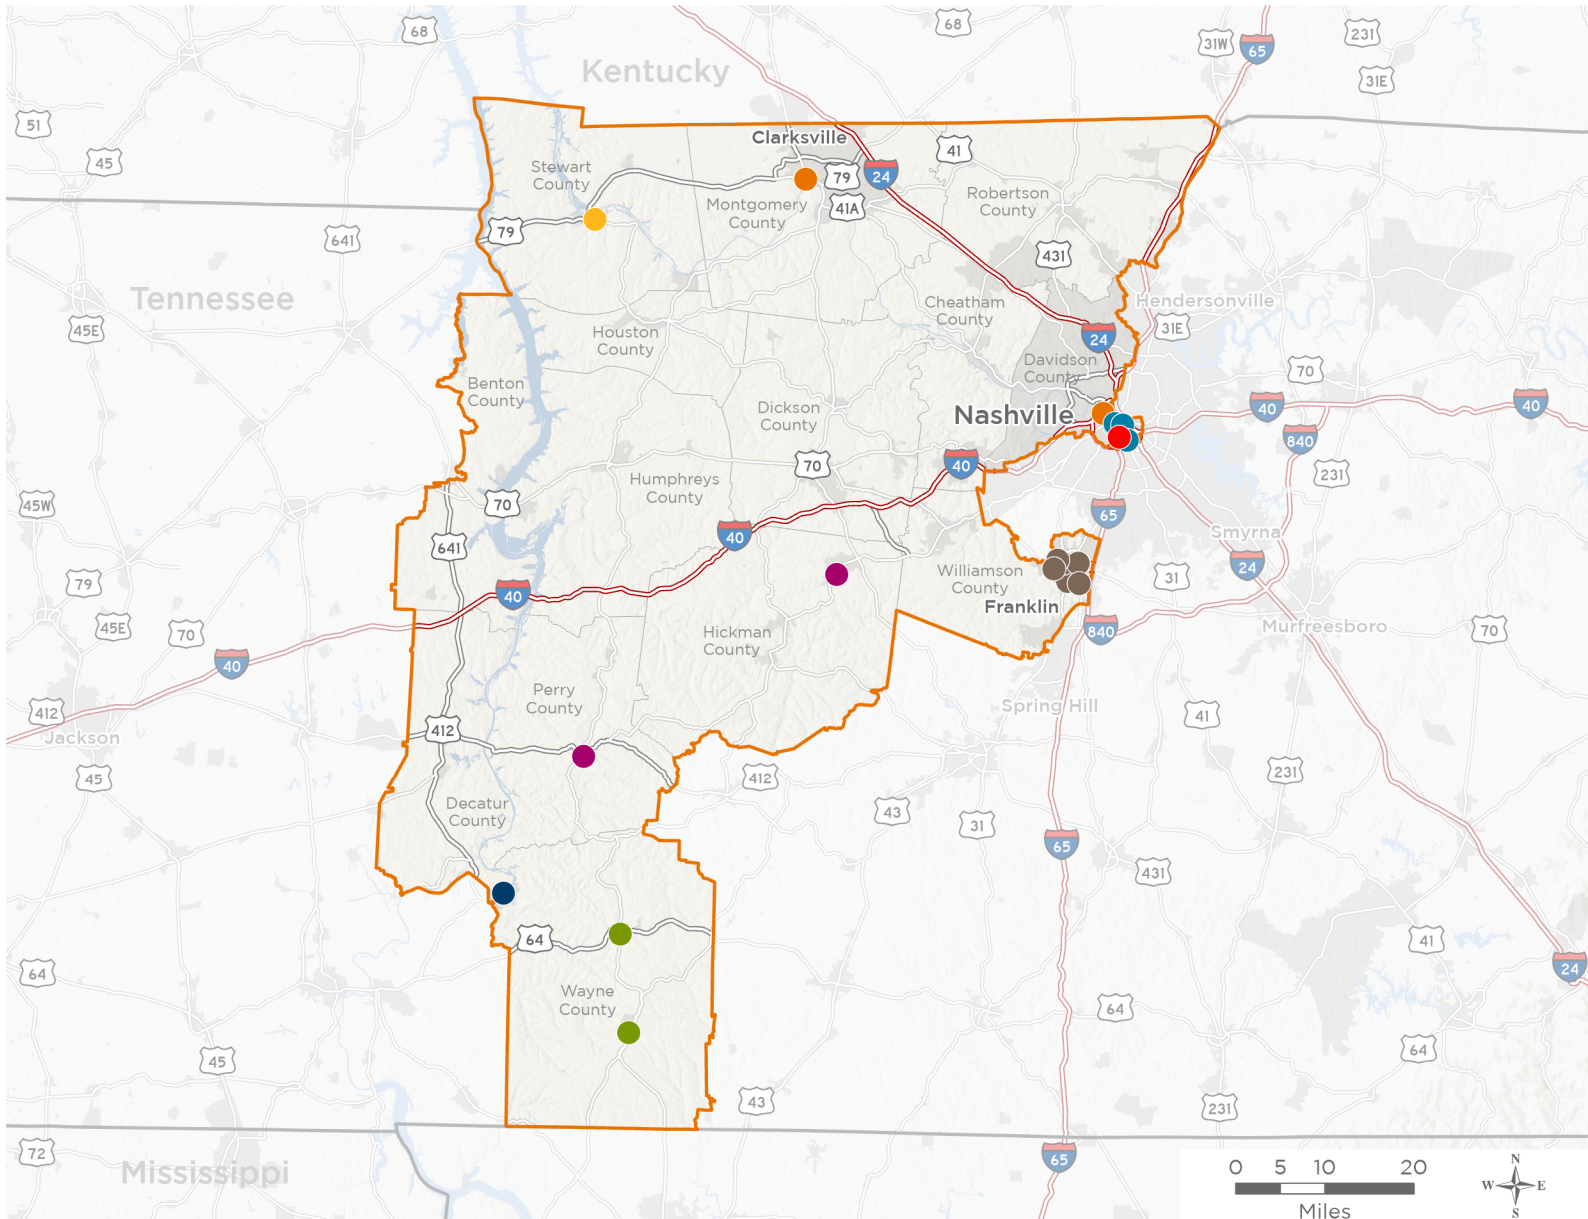 68
68
31W
65
231
31E
Kentucky
51
45
Clarksville
41
79
24
Stewart
County
Robertson
County
Montgomery
County
41A
79
641
431
Tennessee
Hendersonville
Cheatham
County
45E
31E
Houston
County
24
Davidson
County
70
Benton
County
40
40
Dickson
County
Nashville
840
40
70
231
Humphreys
County
45W
70
65
641
40
Smyrna
24
79
40
Williamson
County
31
Franklin
45E
70
Hickman
County
840
Murfreesboro
70
40
Perry
County
Spring Hill
412
41
412
Jackson
45
412
231
Decatur
County
43
31
65
431
64
41
64
24
Wayne
County
64
45
64
43
231
72
65
Mississippi
0 5 10 20
Miles
N
W E
S